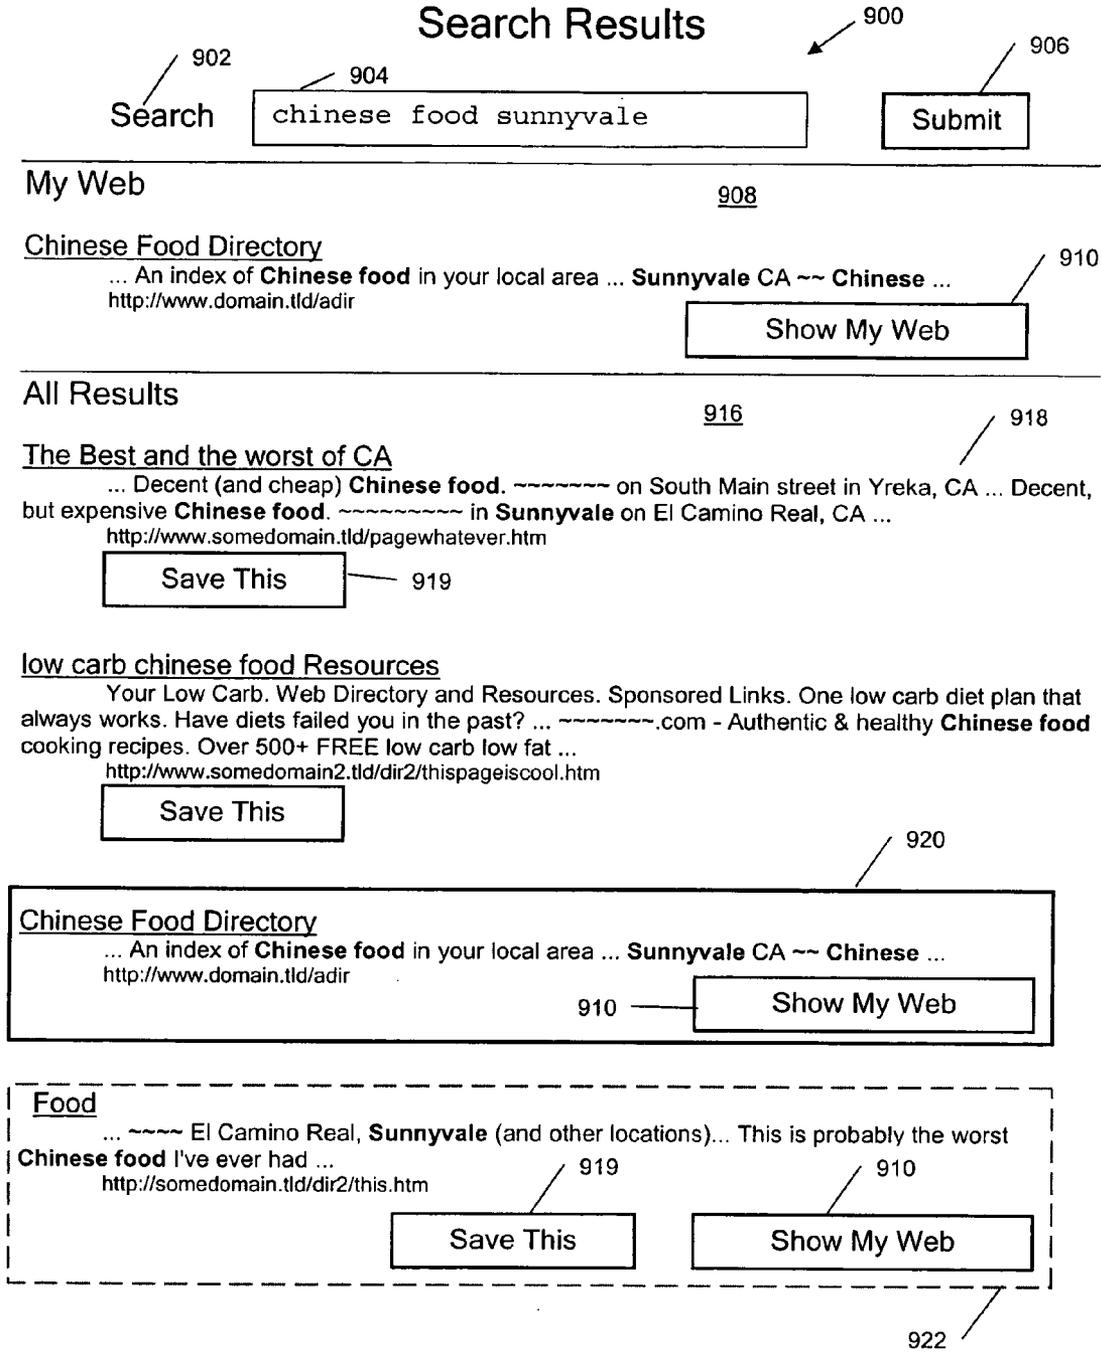 Search Results
900
902
904
906
Search
chinese food sunnyvale
Submit
My Web
908
Chinese Food Directory
... An index of Chinese food in your local area ... Sunnyvale CA ~~ Chinese ...
910
http://www.domain.tld/adir
Show My Web
All Results
916
918
The Best and the worst of CA
... Decent (and cheap) Chinese food. ~~~~~~~ on South Main street in Yreka, CA ... Decent,
but expensive Chinese food. ~~~~~~~~~ in Sunnyvale on El Camino Real, CA ...
http://www.somedomain.tld/pagewhatever.htm
Save This
919
low carb chinese food Resources
Your Low Carb. Web Directory and Resources. Sponsored Links. One low carb diet plan that
always works. Have diets failed you in the past? ... ~~~~~~~.com - Authentic & healthy Chinese food
cooking recipes. Over 500+ FREE low carb low fat ...
http://www.somedomain2.tld/dir2/thispageiscool.htm
Save This
920
Chinese Food Directory
... An index of Chinese food in your local area ... Sunnyvale CA ~~ Chinese ...
http://www.domain.tld/adir
910
Show My Web
Food
... ~~~~ El Camino Real, Sunnyvale (and other locations)... This is probably the worst
Chinese food I've ever had ...
919
910
http://somedomain.tld/dir2/this.htm
Save This
Show My Web
922